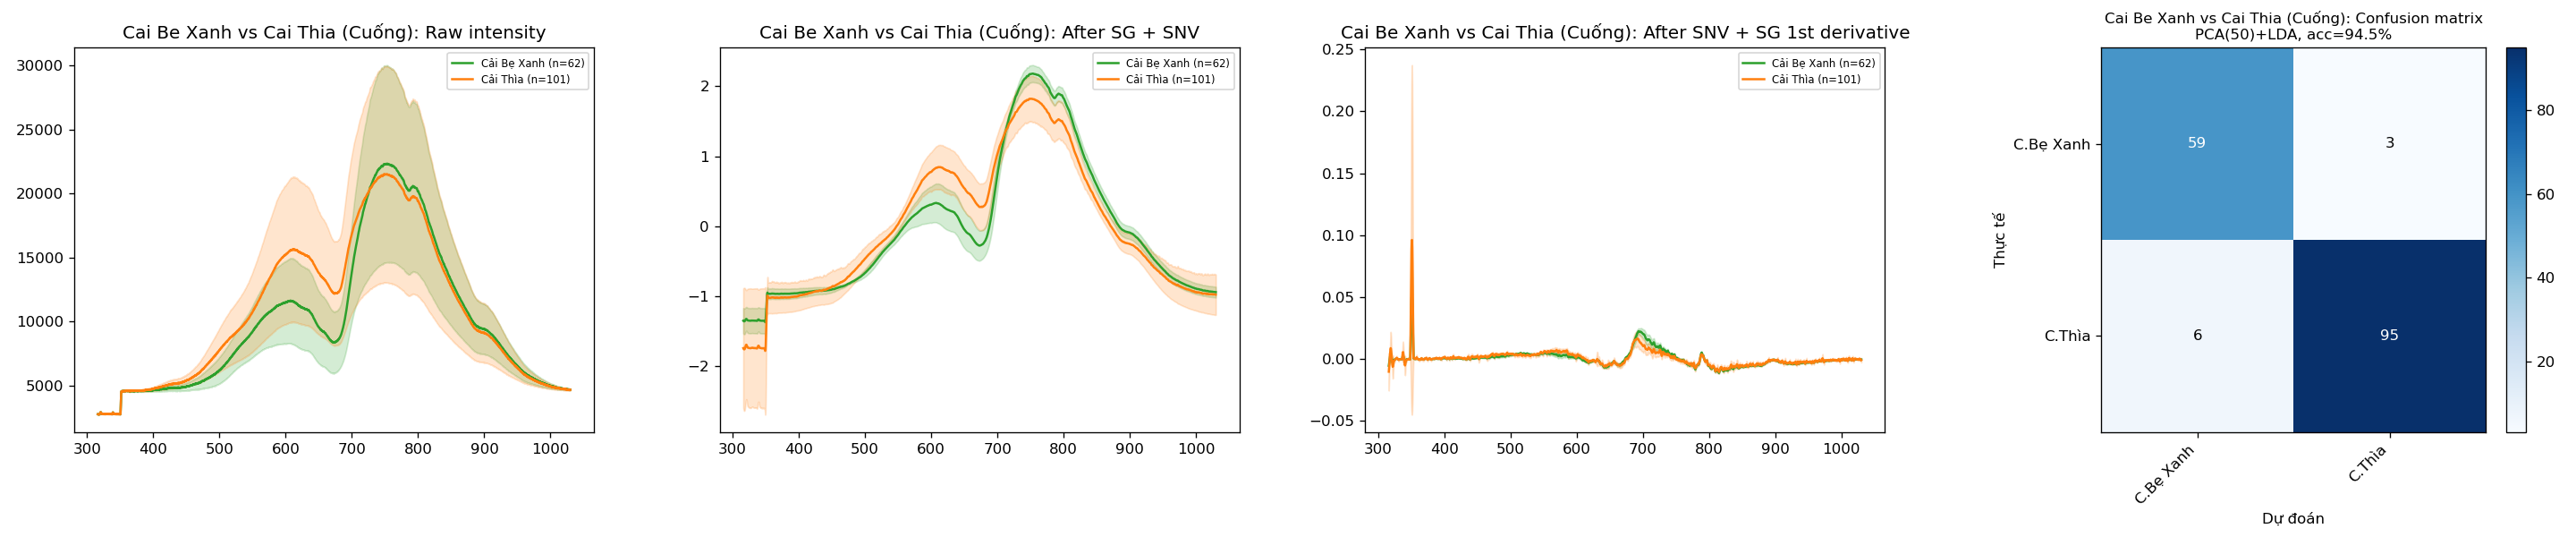 Cai Be Xanh vs Cai Thia (Cuống): Raw intensity
Cải Bẹ Xanh (n=62)
Cải Thìa (n=101)
30000
25000
20000
15000
10000
5000
300 400 500 600 700 800 900 1000
Cai Be Xanh vs Cai Thia (Cuống): After SG + SNV
Cải Bẹ Xanh (n=62)
Cải Thìa (n=101)
2
1
0
−1
−2
300 400 500 600 700 800 900 1000
Cai Be Xanh vs Cai Thia (Cuống): After SNV + SG 1st derivative
Cải Bẹ Xanh (n=62)
Cải Thìa (n=101)
0.25
0.20
0.15
0.10
0.05
0.00
−0.05
300 400 500 600 700 800 900 1000
Cai Be Xanh vs Cai Thia (Cuống): Confusion matrix
PCA(50)+LDA, acc=94.5%
Thực tế
C.Bẹ Xanh
59 3
C.Thìa
6 95
C.Bẹ Xanh
C.Thìa
Dự đoán
80
60
40
20